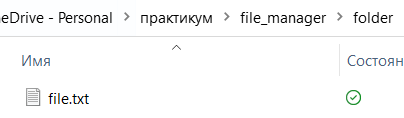 eDrive - Personal > практикум > file_manager > folder
Имя Состоян
file.txt